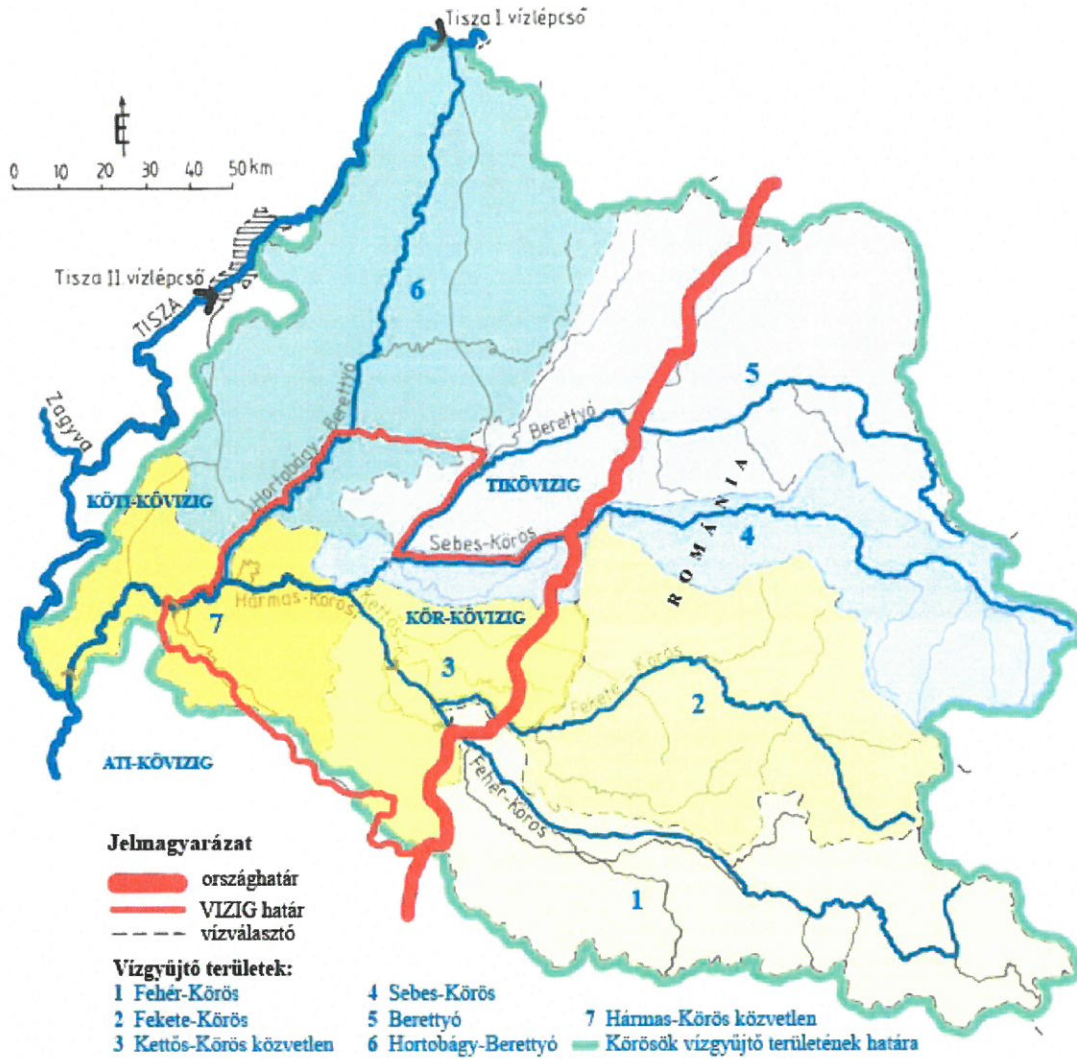 Tisza I. vízlépcső
É
0 10 20 30 40 50 km
Tisza II. vízlépcső
TISZA
6
Zagyva
5
Hortobágy - Berettyó
Berettyó
KÖTI-KÖVIZIG
TIKÖVIZIG
ROMÁNIA
4
Sebes-Körös
Hármas-Körös
Kettős
7
KÖR-KÖVIZIG
3
Fekete - Körös
2
ATI-KÖVIZIG
Fehér-Körös
1
Jelmagyarázat
országhatár
VIZIG határ
vízválasztó
Vízgyűjtő területek:
1 Fehér-Körös 4 Sebes-Körös
2 Fekete-Körös 5 Berettyó 7 Hármas-Körös közvetlen
3 Kettős-Körös közvetlen 6 Hortobágy-Berettyó Körösök vízgyűjtő területének határa